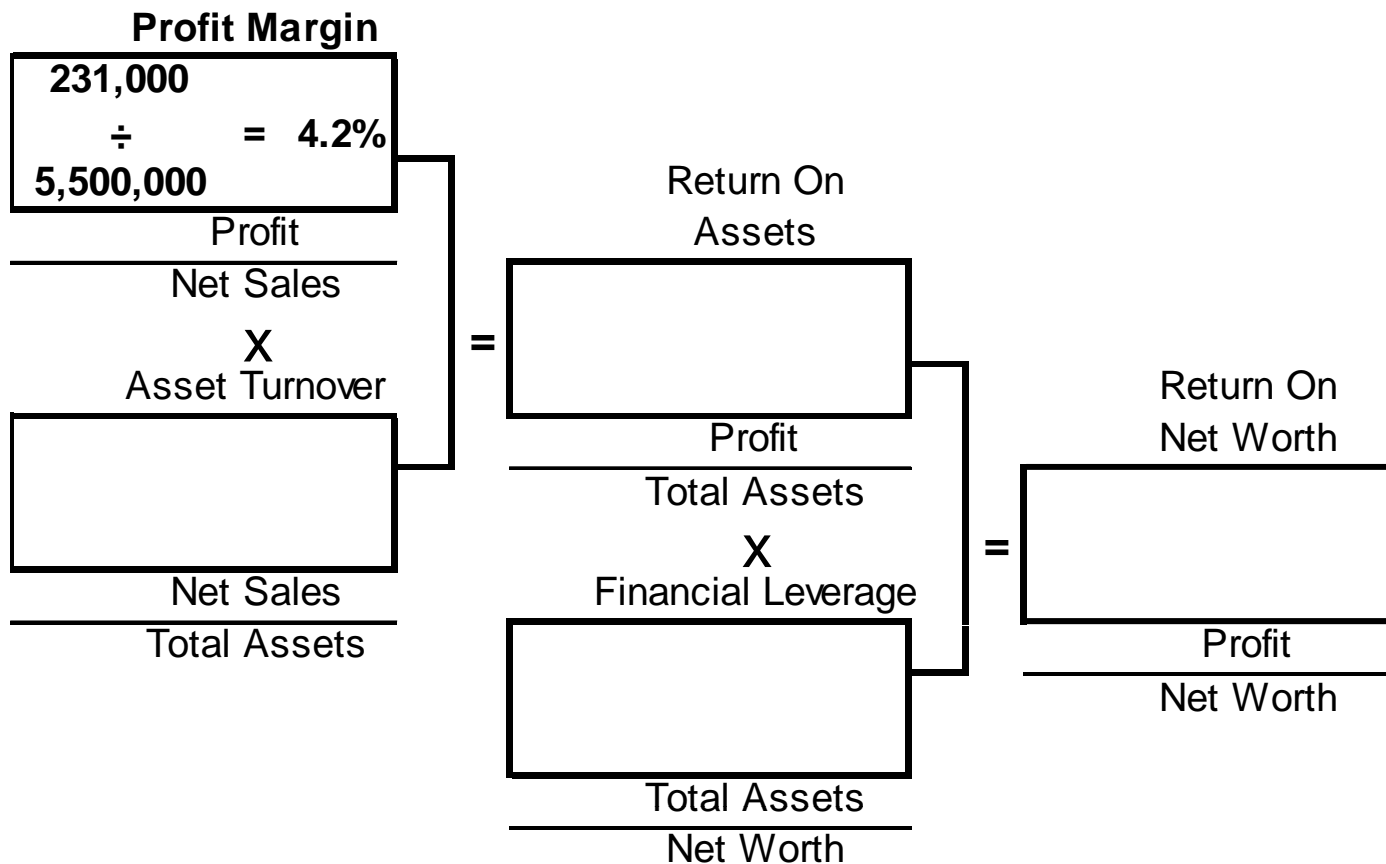 Profit Margin
231,000
÷ = 4.2%
5,500,000
Profit
Net Sales
X
Asset Turnover
Net Sales
Total Assets
=
Return On
Assets
Profit
Total Assets
X
Financial Leverage
Total Assets
Net Worth
=
Return On
Net Worth
Profit
Net Worth